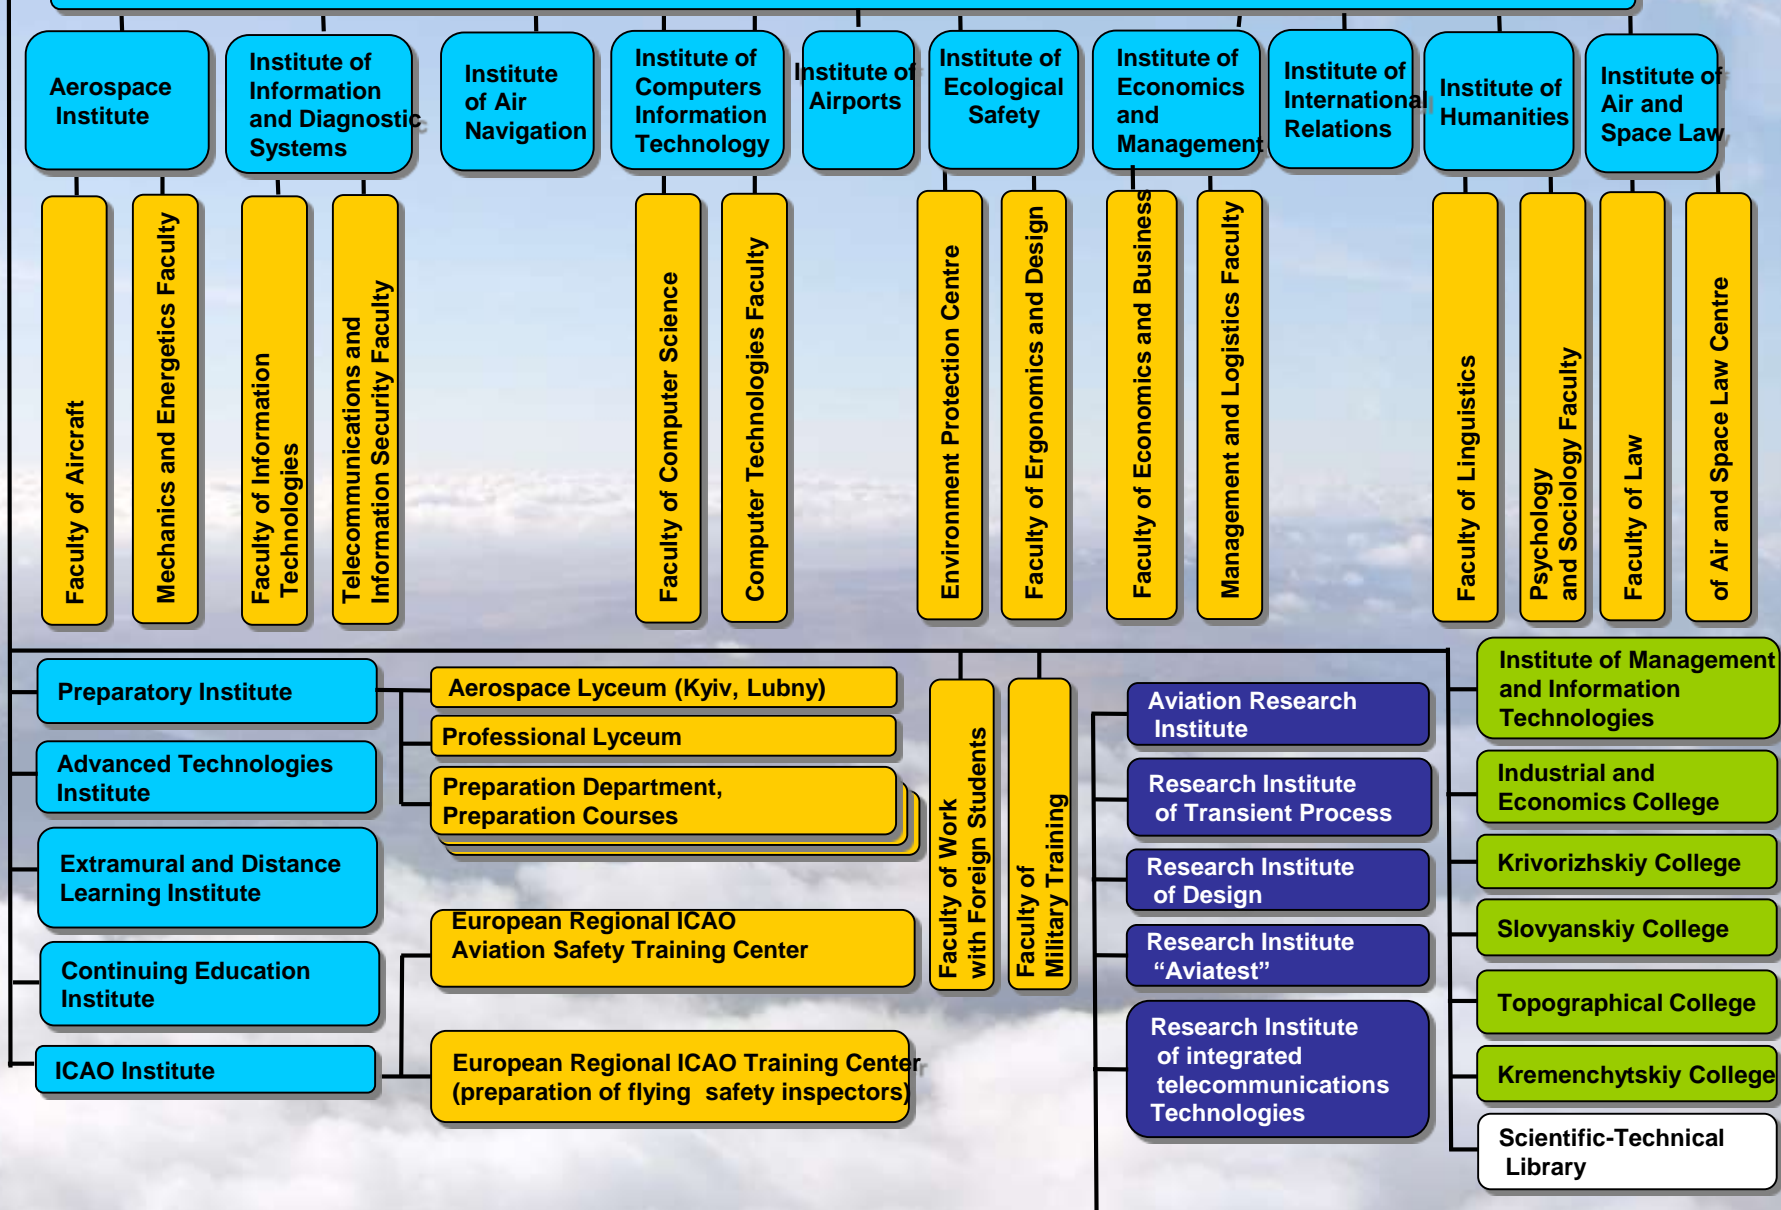 Aerospace
Institute
Institute of
Information
and Diagnostic
Systems
Institute
of Air
Navigation
Institute of
Computers
Information
Technology
Institute of
Airports
Institute of
Ecological
Safety
Institute of
Economics
and
Management
Institute of
International
Relations
Institute of
Humanities
Institute of
Air and
Space Law
Faculty of Aircraft
Mechanics and Energetics Faculty
Faculty of Information
Technologies
Telecommunications and
Information Security Faculty
Faculty of Computer Science
Computer Technologies Faculty
Environment Protection Centre
Faculty of Ergonomics and Design
Faculty of Economics and Business
Management and Logistics Faculty
Faculty of Linguistics
Psychology
and Sociology Faculty
Faculty of Law
of Air and Space Law Centre
Preparatory Institute
Advanced Technologies
Institute
Extramural and Distance
Learning Institute
Continuing Education
Institute
ICAO Institute
Aerospace Lyceum (Kyiv, Lubny)
Professional Lyceum
Preparation Department,
Preparation Courses
European Regional ICAO
Aviation Safety Training Center
European Regional ICAO Training Center
(preparation of flying safety inspectors)
Faculty of Work
with Foreign Students
Faculty of
Military Training
Aviation Research
Institute
Research Institute
of Transient Process
Research Institute
of Design
Research Institute
“Aviatest”
Research Institute
of integrated
telecommunications
Technologies
Institute of Management
and Information
Technologies
Industrial and
Economics College
Krivorizhskiy College
Slovyanskiy College
Topographical College
Kremenchytskiy College
Scientific-Technical
Library